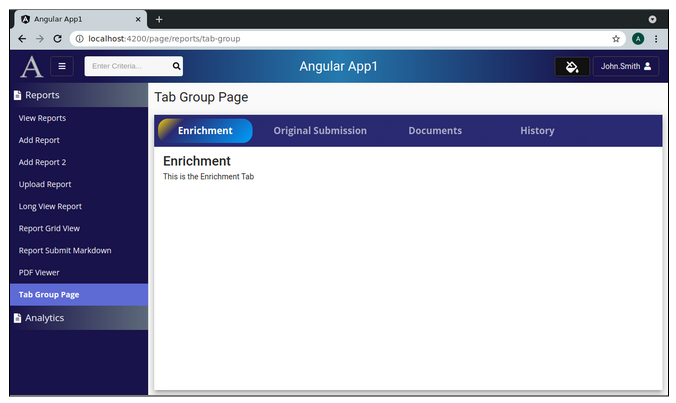 Angular App1
localhost:4200/page/reports/tab-group
A
A
Enter Criteria...
Angular App1
John.Smith
Reports
Tab Group Page
View Reports
Add Report
Add Report 2
Upload Report
Long View Report
Report Grid View
Report Submit Markdown
PDF Viewer
Tab Group Page
Analytics
Enrichment
Original Submission
Documents
History
Enrichment
This is the Enrichment Tab